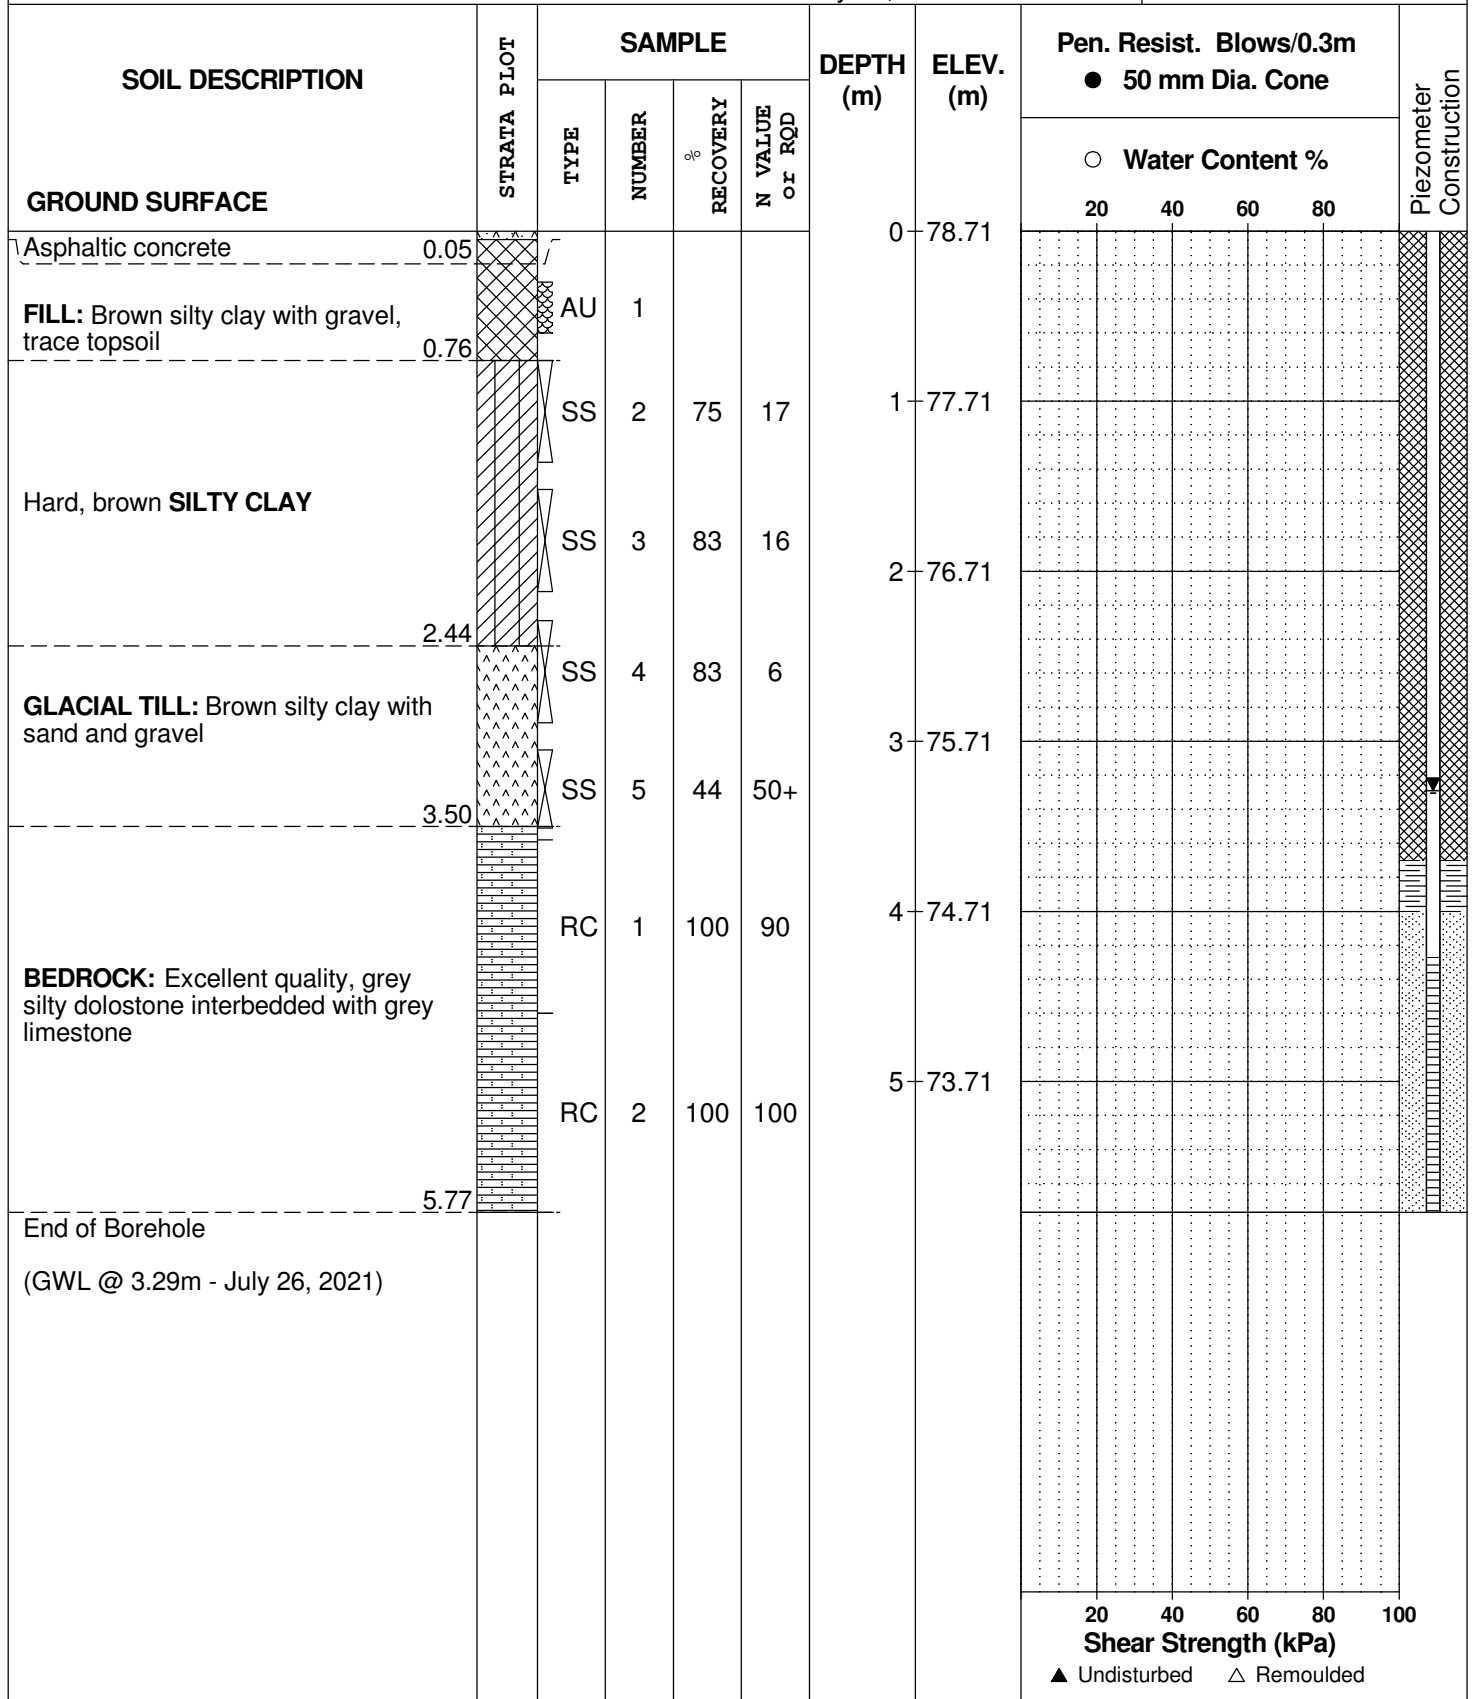 SOIL DESCRIPTION
GROUND SURFACE
STRATA PLOT
SAMPLE
TYPE
NUMBER
% RECOVERY
N VALUE or RQD
DEPTH (m)
ELEV. (m)
Pen. Resist. Blows/0.3m
● 50 mm Dia. Cone
○ Water Content %
20 40 60 80
Piezometer Construction
0 78.71
Asphaltic concrete 0.05
AU 1
FILL: Brown silty clay with gravel,
trace topsoil 0.76
1 77.71
SS 2 75 17
Hard, brown SILTY CLAY
SS 3 83 16
2 76.71
2.44
SS 4 83 6
GLACIAL TILL: Brown silty clay with
sand and gravel
3 75.71
SS 5 44 50+
3.50
4 74.71
RC 1 100 90
BEDROCK: Excellent quality, grey
silty dolostone interbedded with grey
limestone
5 73.71
RC 2 100 100
5.77
End of Borehole
(GWL @ 3.29m - July 26, 2021)
20 40 60 80 100
Shear Strength (kPa)
▲ Undisturbed △ Remoulded